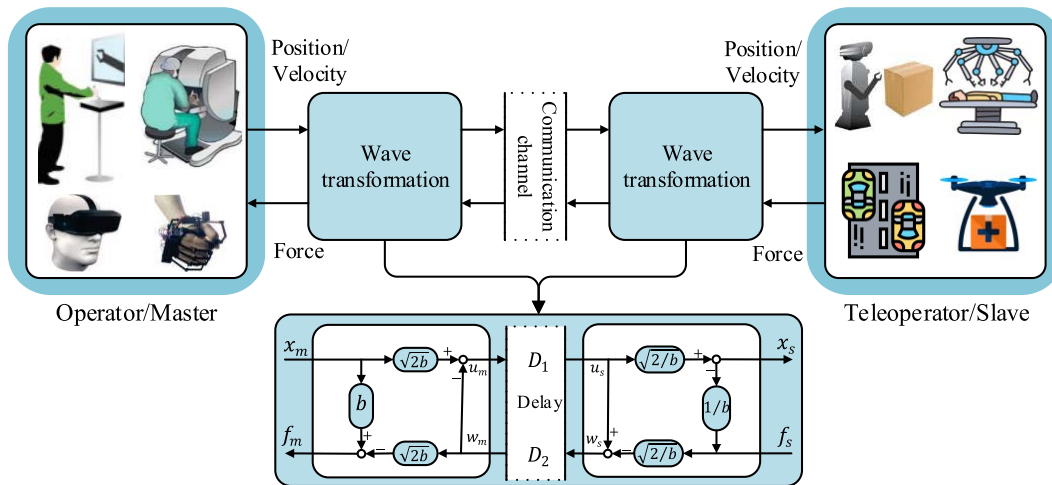 Position/
Velocity
Position/
Velocity
Wave
transformation
Communication
channel
Wave
transformation
Force
Force
Operator/Master
Teleoperator/Slave
x_m
√2b
+
−
u_m
D_1
u_s
√2/b
+
−
x_s
b
Delay
1/b
f_m
+
−
√2b
w_m
D_2
w_s
+
−
√2/b
f_s